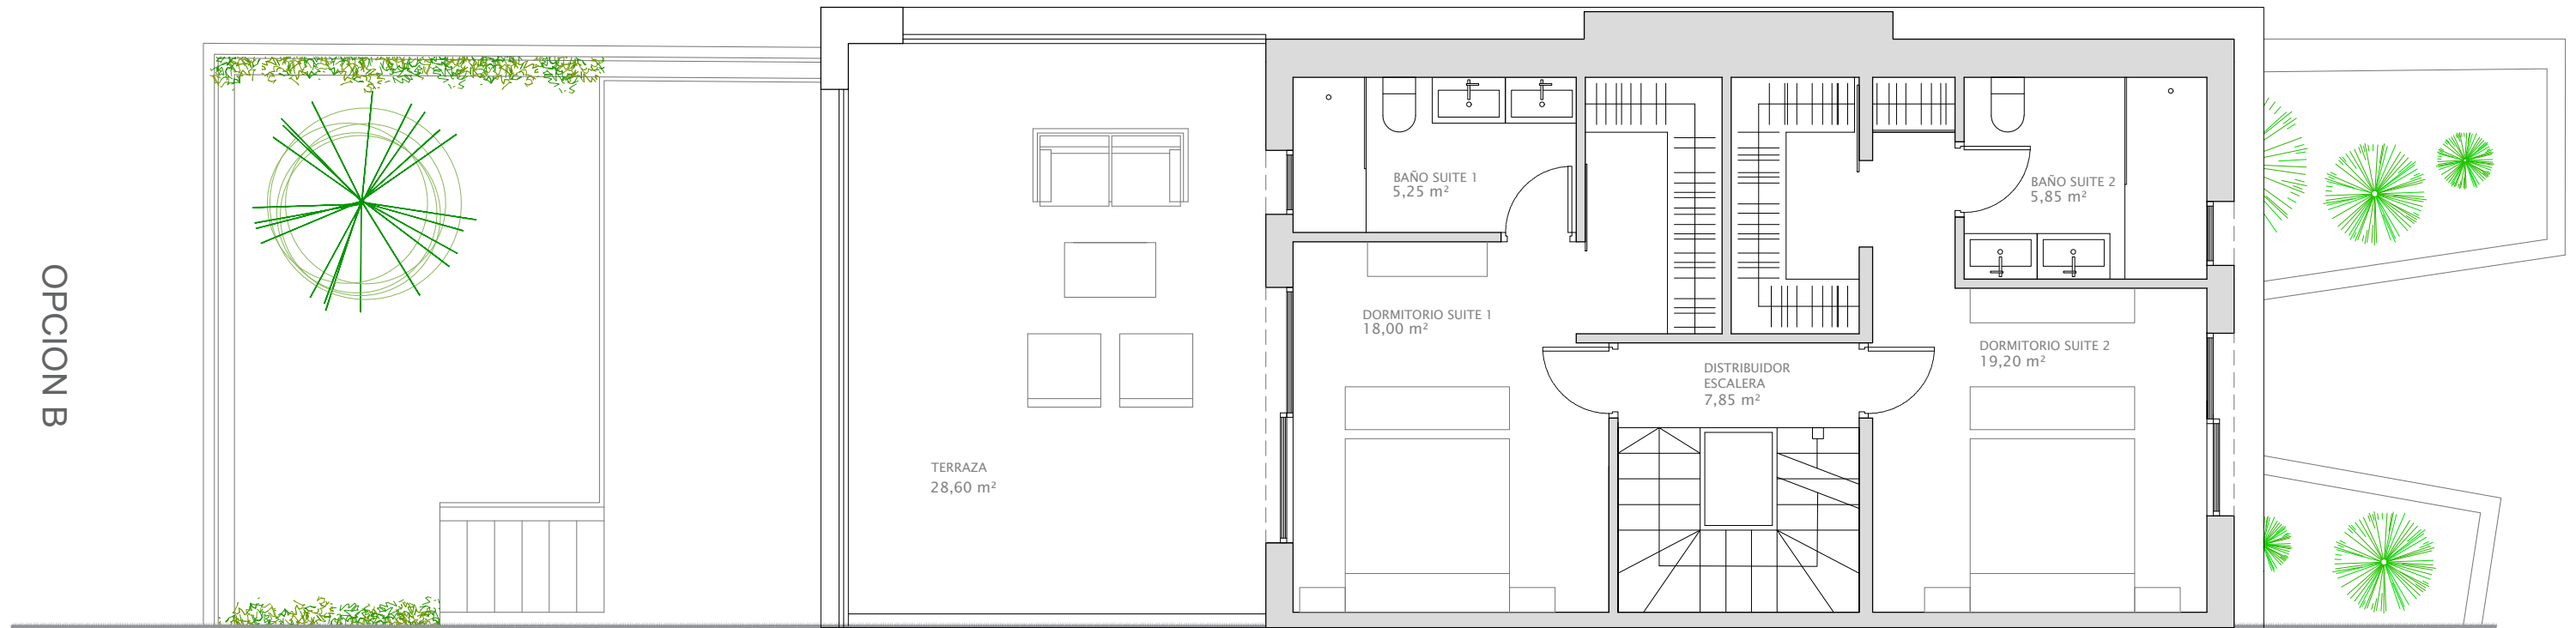 OPCION B
TERRAZA
28,60 m²
BAÑO SUITE 1
5,25 m²
DORMITORIO SUITE 1
18,00 m²
DISTRIBUIDOR
ESCALERA
7,85 m²
BAÑO SUITE 2
5,85 m²
DORMITORIO SUITE 2
19,20 m²